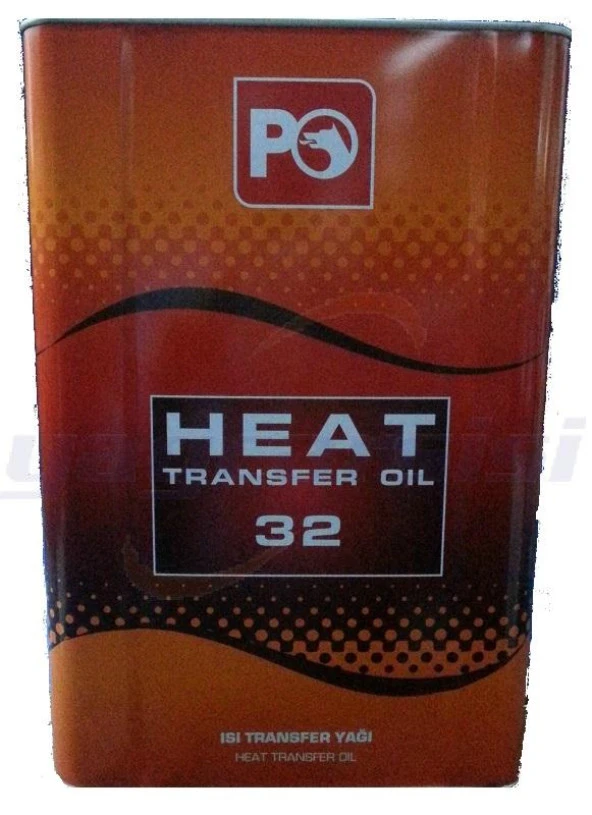 PO
HEAT
TRANSFER OIL
32
ISI TRANSFER YAĞI
HEAT TRANSFER OIL